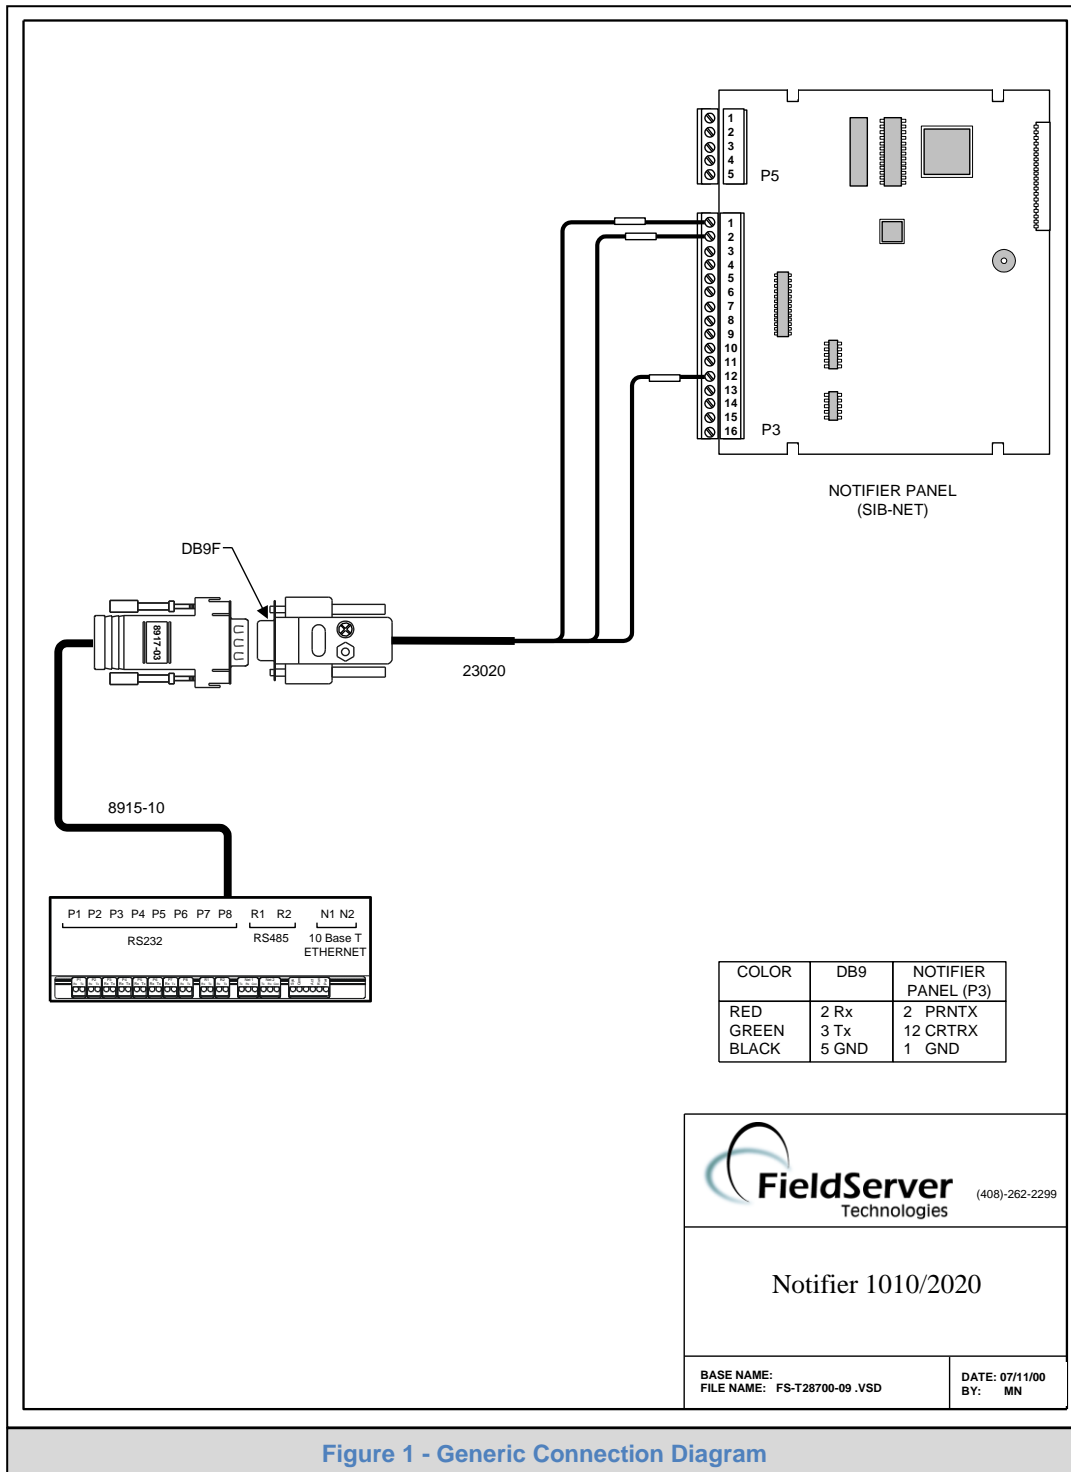 1
2
3
4
5
P5
1
2
3
4
5
6
7
8
9
10
11
12
13
14
15
16
P3
NOTIFIER PANEL
(SIB-NET)
DB9F
8917-03
23020
8915-10
P1 P2 P3 P4 P5 P6 P7 P8 R1 R2 N1 N2
RS232 RS485 10 Base T
ETHERNET
COLOR DB9 NOTIFIER
PANEL (P3)
RED 2 Rx 2 PRNTX
GREEN 3 Tx 12 CRTRX
BLACK 5 GND 1 GND
FieldServer
Technologies
(408)-262-2299
Notifier 1010/2020
BASE NAME:
FILE NAME: FS-T28700-09 .VSD
DATE: 07/11/00
BY: MN
Figure 1 - Generic Connection Diagram